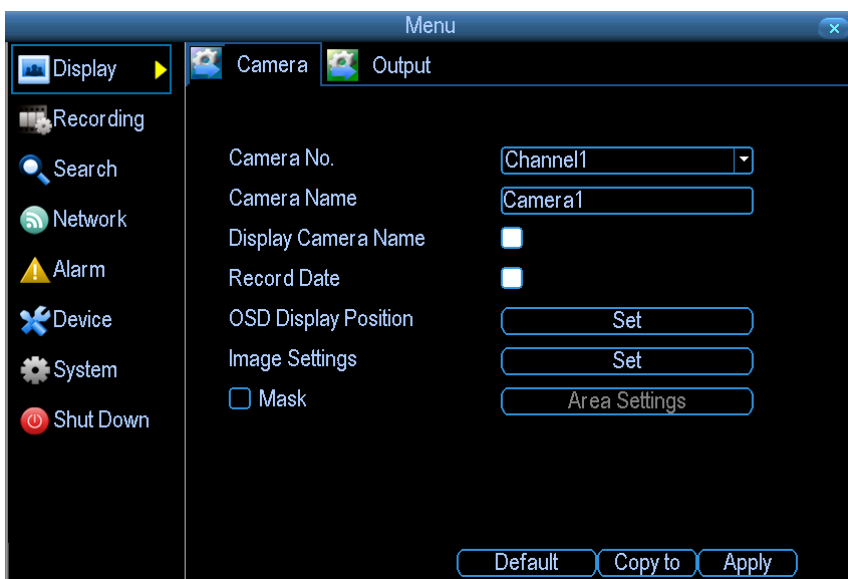 Menu
Display
Recording
Search
Network
Alarm
Device
System
Shut Down
Camera Output
Camera No. Channel1
Camera Name Camera1
Display Camera Name
Record Date
OSD Display Position Set
Image Settings Set
Mask Area Settings
Default Copy to Apply